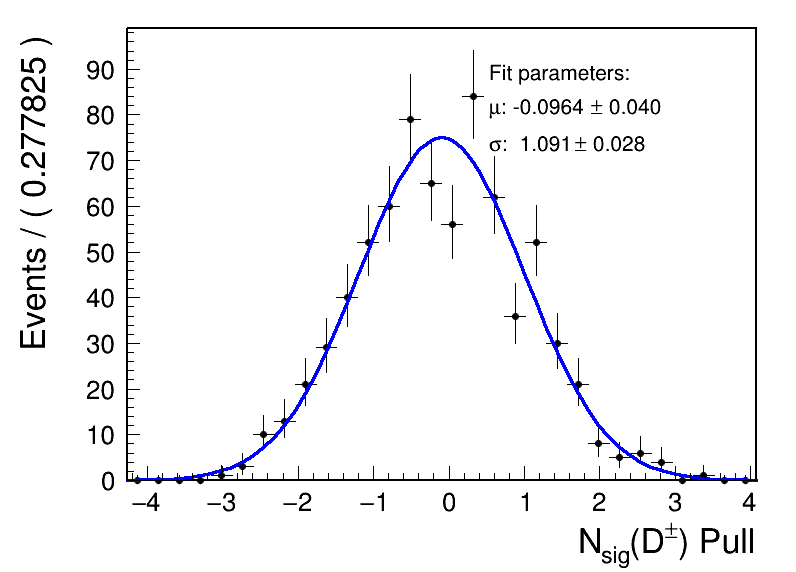 Events / ( 0.277825 )
90
80
70
60
50
40
30
20
10
0
Fit parameters:
μ: -0.0964 ± 0.040
σ: 1.091 ± 0.028
−4 −3 −2 −1 0 1 2 3 4
N_sig(D^±) Pull